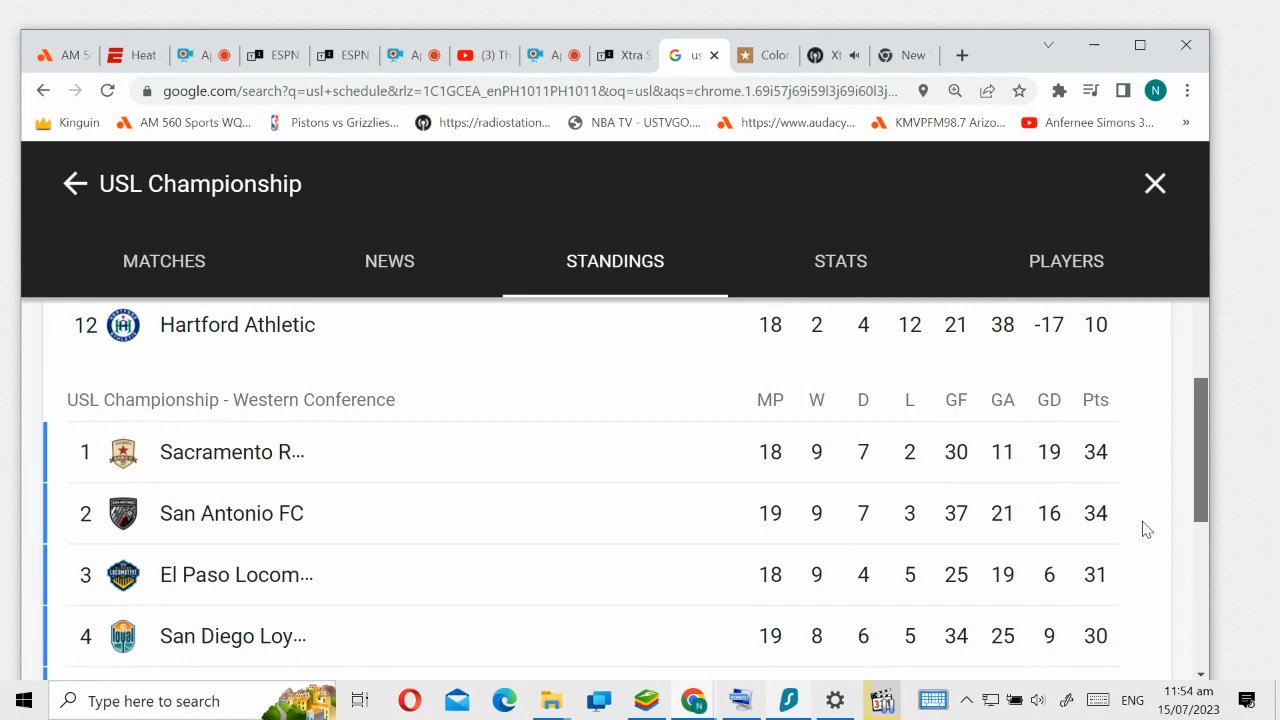 AM 5 Heat A ESPN ESPN A (3) Th A Xtra S us Color Xt New
google.com/search?q=usl+schedule&rlz=1C1GCEA_enPH1011PH1011&oq=usl&aqs=chrome.1.69i57j69i59l3j69i60l3j... N
Kinguin AM 560 Sports WQ... Pistons vs Grizzlies... https://radiostation... NBA TV - USTVGO.... https://www.audacy... KMVPFM98.7 Arizo... Anfernee Simons 3... »
USL Championship
MATCHES NEWS STANDINGS STATS PLAYERS
12 Hartford Athletic 18 2 4 12 21 38 -17 10
USL Championship - Western Conference MP W D L GF GA GD Pts
1 Sacramento R... 18 9 7 2 30 11 19 34
2 San Antonio FC 19 9 7 3 37 21 16 34
3 El Paso Locom... 18 9 4 5 25 19 6 31
4 San Diego Loy... 19 8 6 5 34 25 9 30
Type here to search ENG 11:54 am
15/07/2023